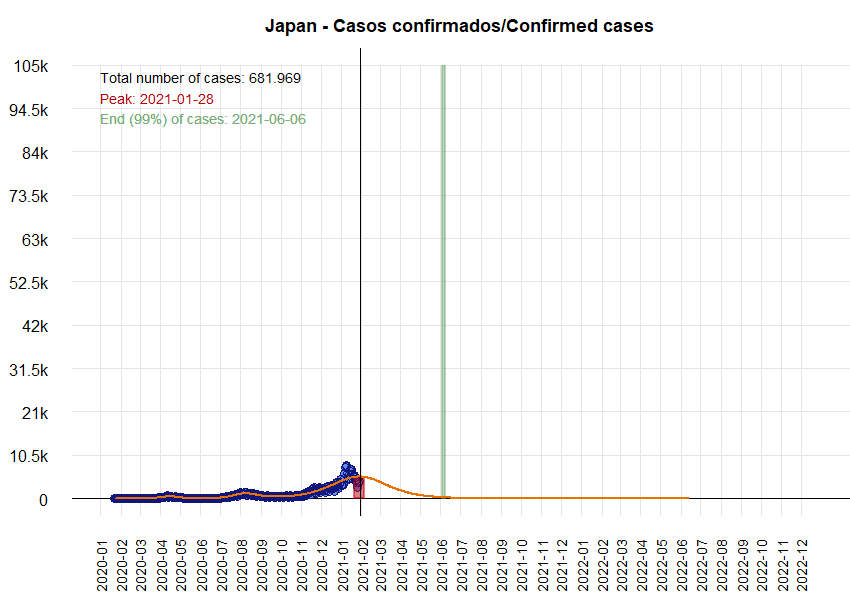 Japan - Casos confirmados/Confirmed cases
105k
Total number of cases: 681.969
Peak: 2021-01-28
94.5k
End (99%) of cases: 2021-06-06
84k
73.5k
63k
52.5k
42k
31.5k
21k
10.5k
0
2020-01
2020-02
2020-03
2020-04
2020-05
2020-06
2020-07
2020-08
2020-09
2020-10
2020-11
2020-12
2021-01
2021-02
2021-03
2021-04
2021-05
2021-06
2021-07
2021-08
2021-09
2021-10
2021-11
2021-12
2022-01
2022-02
2022-03
2022-04
2022-05
2022-06
2022-07
2022-08
2022-09
2022-10
2022-11
2022-12